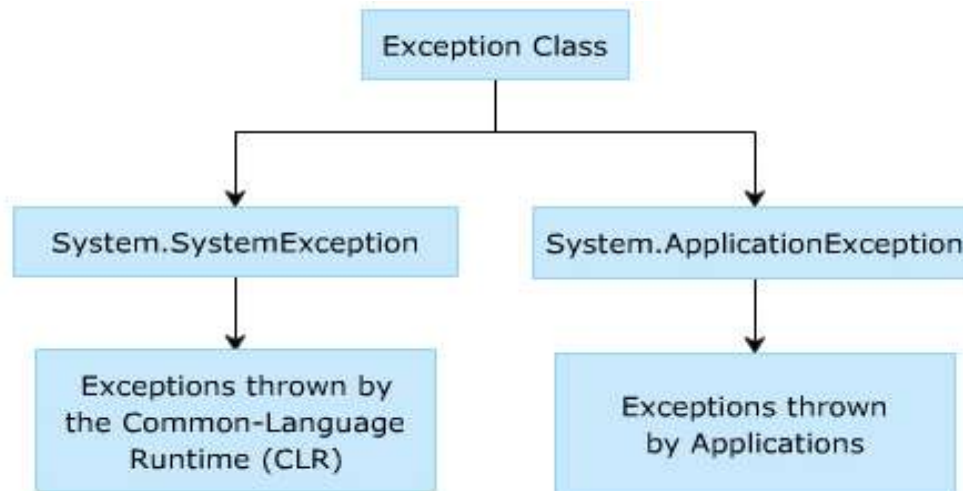 Exception Class
System.SystemException
System.ApplicationException
Exceptions thrown by
the Common-Language
Runtime (CLR)
Exceptions thrown
by Applications